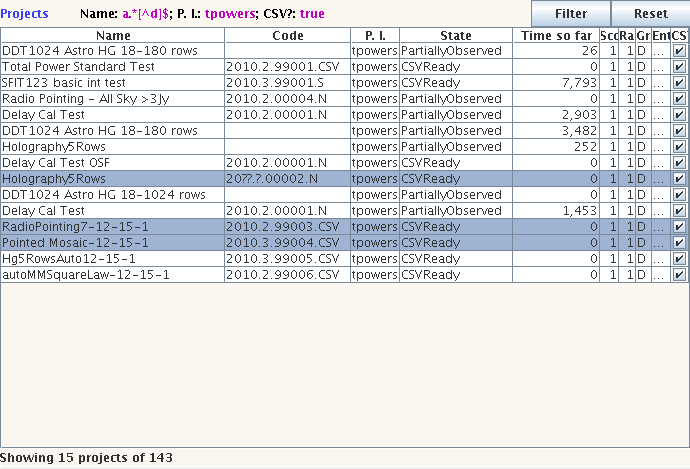 Projects Name: a.*[^d]$; P. I.: tpowers; CSV?: true Filter Reset
Name Code P. I. State Time so far Sco Ra Gr Ent CS
DDT1024 Astro HG 18-180 rows tpowers PartiallyObserved 26 1 1 D ...
Total Power Standard Test 2010.2.99001.CSV tpowers CSVReady 0 1 1 D ...
SFIT123 basic int test 2010.3.99001.S tpowers CSVReady 7,793 1 1 D ...
Radio Pointing - All Sky >3Jy 2010.2.00004.N tpowers PartiallyObserved 0 1 1 D ...
Delay Cal Test 2010.2.00001.N tpowers PartiallyObserved 2,903 1 1 D ...
DDT1024 Astro HG 18-180 rows tpowers PartiallyObserved 3,482 1 1 D ...
Holography5Rows tpowers PartiallyObserved 252 1 1 D ...
Delay Cal Test OSF 2010.2.00001.N tpowers CSVReady 0 1 1 D ...
Holography5Rows 20??.?.00002.N tpowers CSVReady 0 1 1 D ...
DDT1024 Astro HG 18-1024 rows tpowers PartiallyObserved 0 1 1 D ...
Delay Cal Test 2010.2.00001.N tpowers PartiallyObserved 1,453 1 1 D ...
RadioPointing7-12-15-1 2010.2.99003.CSV tpowers CSVReady 0 1 1 D ...
Pointed Mosaic-12-15-1 2010.3.99004.CSV tpowers CSVReady 0 1 1 D ...
Hg5RowsAuto12-15-1 2010.3.99005.CSV tpowers CSVReady 0 1 1 D ...
autoMMSquareLaw-12-15-1 2010.2.99006.CSV tpowers CSVReady 0 1 1 D ...
Showing 15 projects of 143